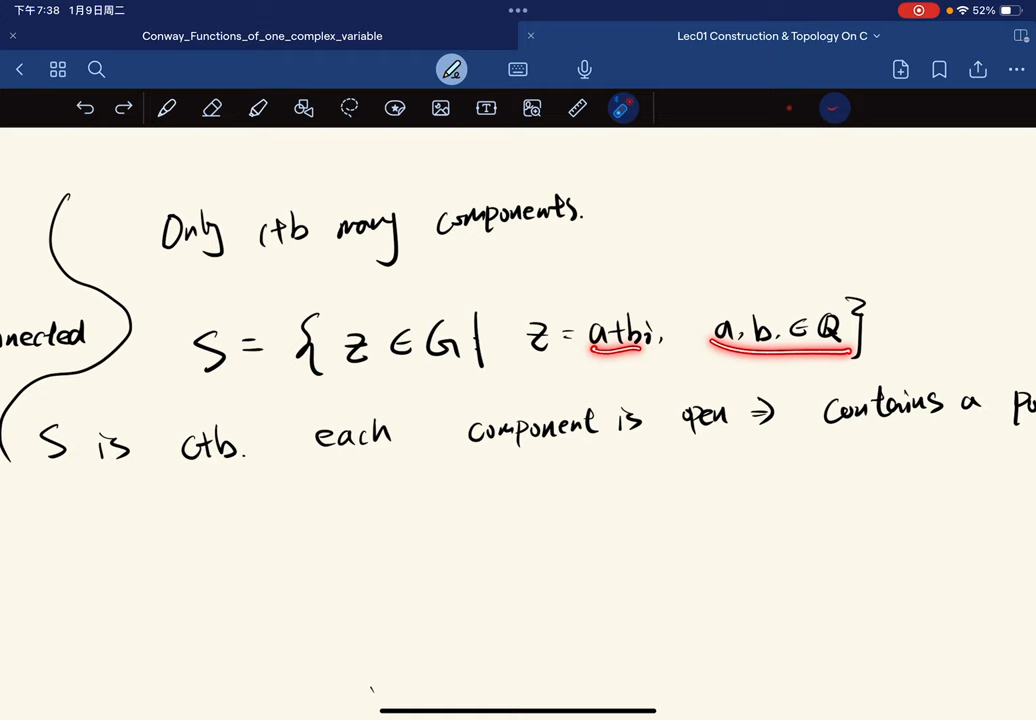 下午7:38 1月9日周二
52%
Conway_Functions_of_one_complex_variable
Lec01 Construction & Topology On C
Only ctb many components.
S = { z ∈ G | z = a+bi, a, b. ∈ Q }
S is ctb. each component is open ⇒ contains a